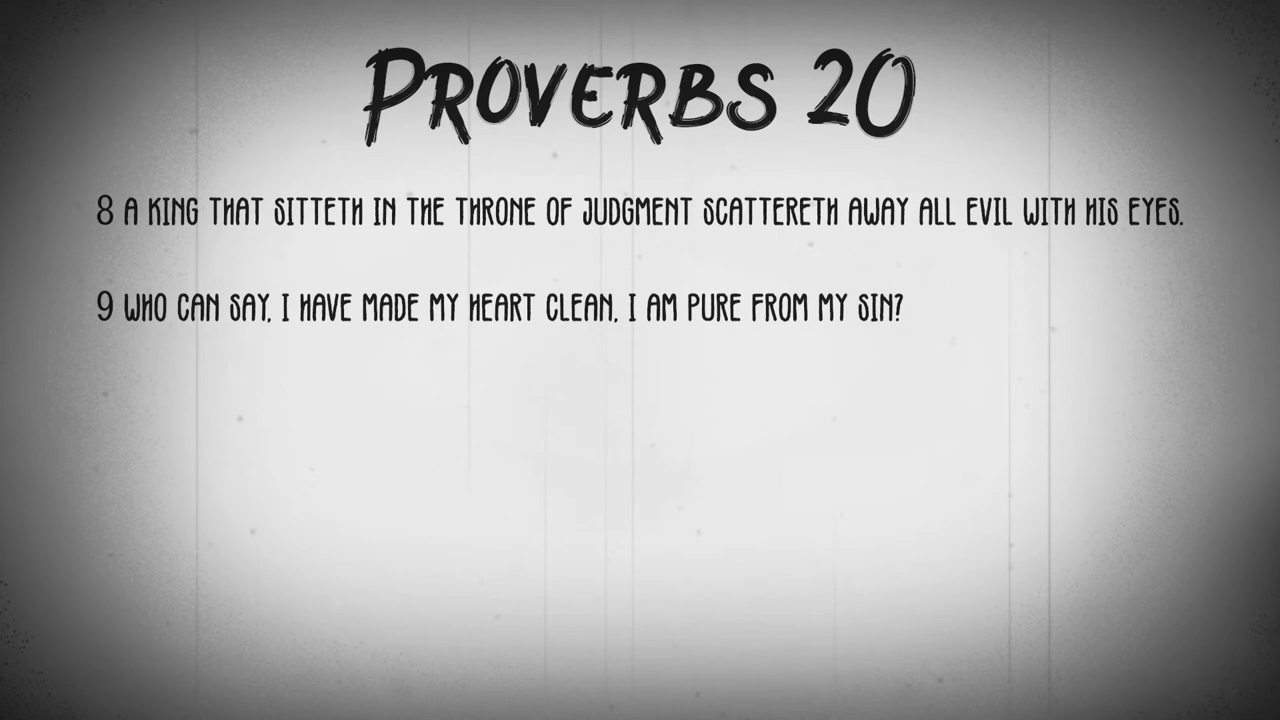 PROVERBS 20
8 A KING THAT SITTETH IN THE THRONE OF JUDGMENT SCATTERETH AWAY ALL EVIL WITH HIS EYES.
9 WHO CAN SAY, I HAVE MADE MY HEART CLEAN, I AM PURE FROM MY SIN?